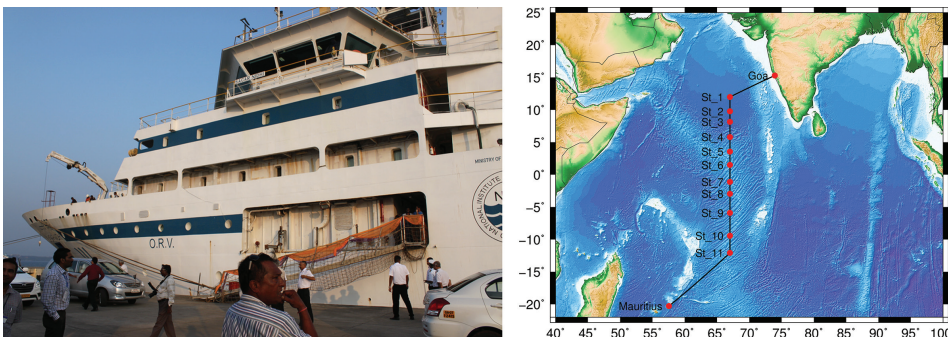 MINISTRY OF
NATIONAL INSTITUTE
O.R.V.
25°
20°
15°
10°
5°
0°
−5°
−10°
−15°
−20°
40° 45° 50° 55° 60° 65° 70° 75° 80° 85° 90° 95° 100
Goa
St_1
St_2
St_3
St_4
St_5
St_6
St_7
St_8
St_9
St_10
St_11
Mauritius